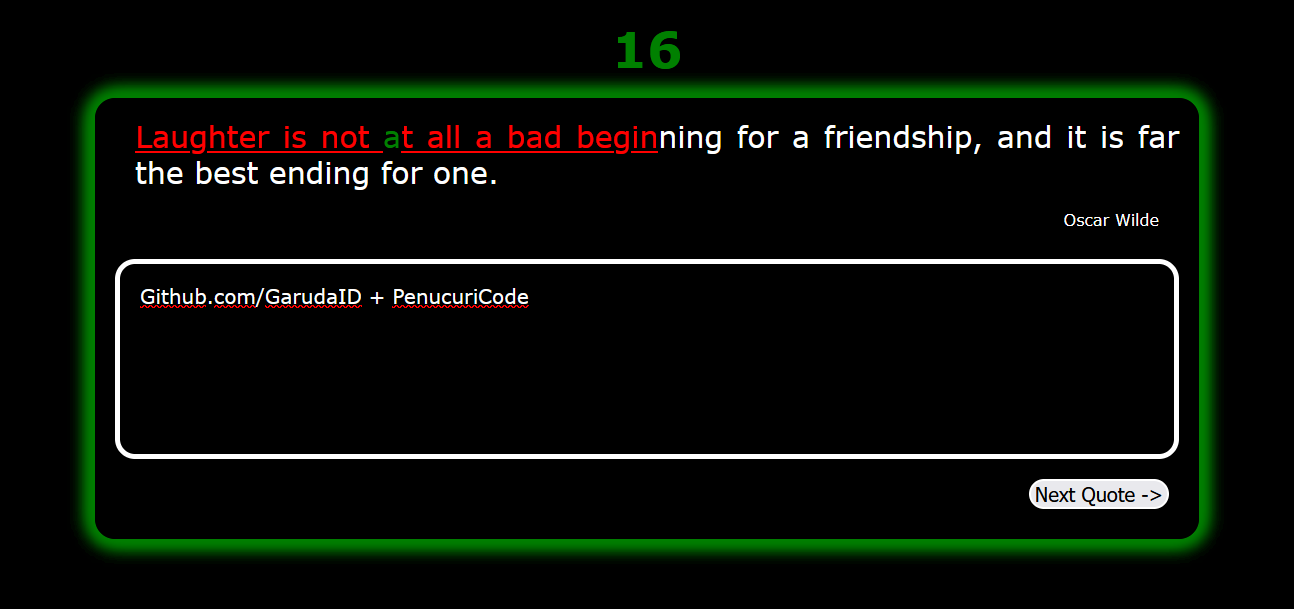 16
Laughter is not at all a bad beginning for a friendship, and it is far
the best ending for one.
Oscar Wilde
Github.com/GarudaID + PenucuriCode
Next Quote ->